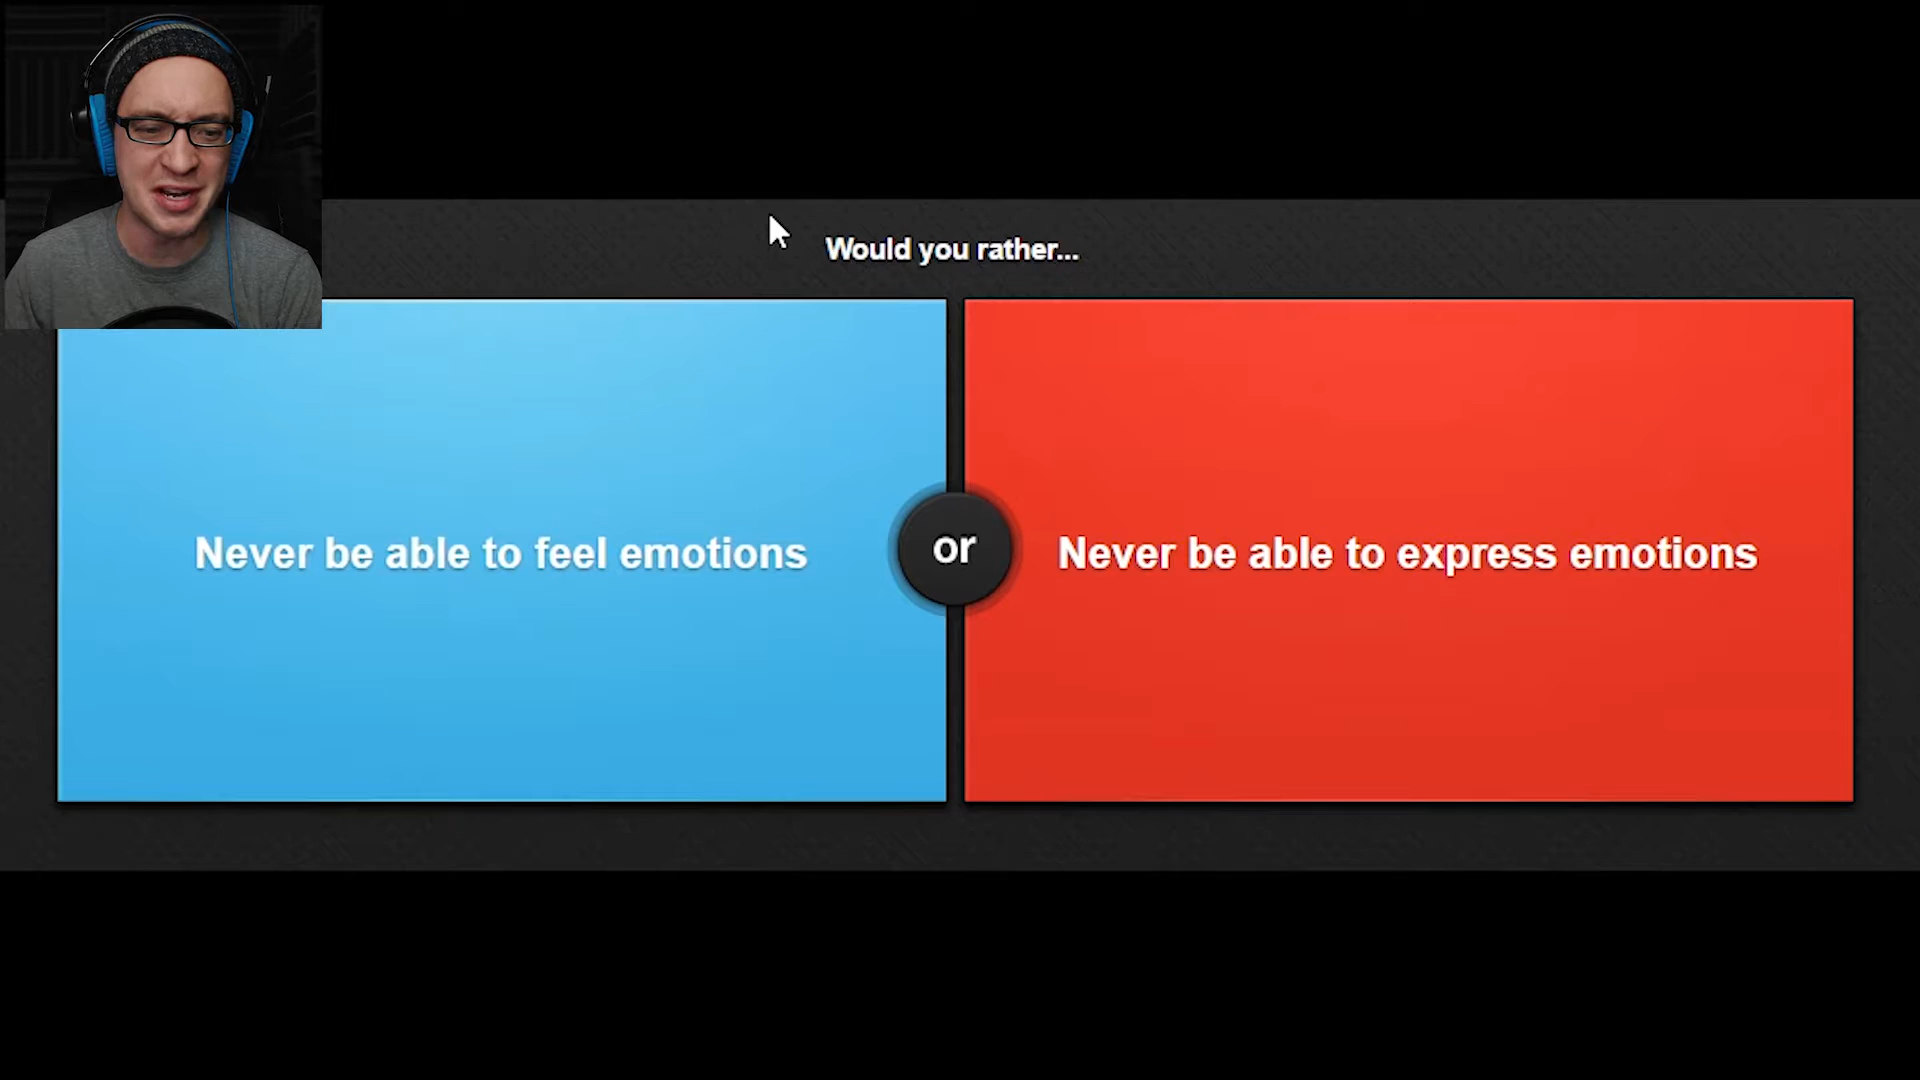 Would you rather...
Never be able to feel emotions
or
Never be able to express emotions